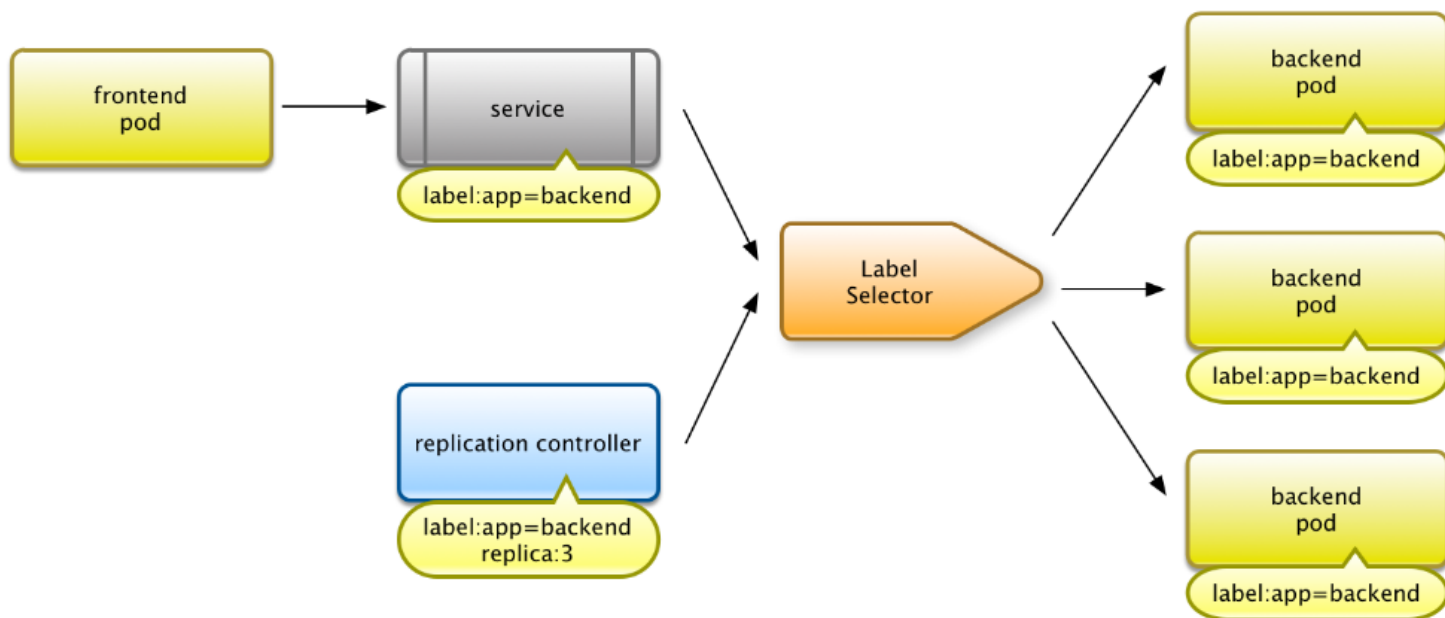 frontend
pod
service
label:app=backend
replication controller
label:app=backend
replica:3
Label
Selector
backend
pod
label:app=backend
backend
pod
label:app=backend
backend
pod
label:app=backend